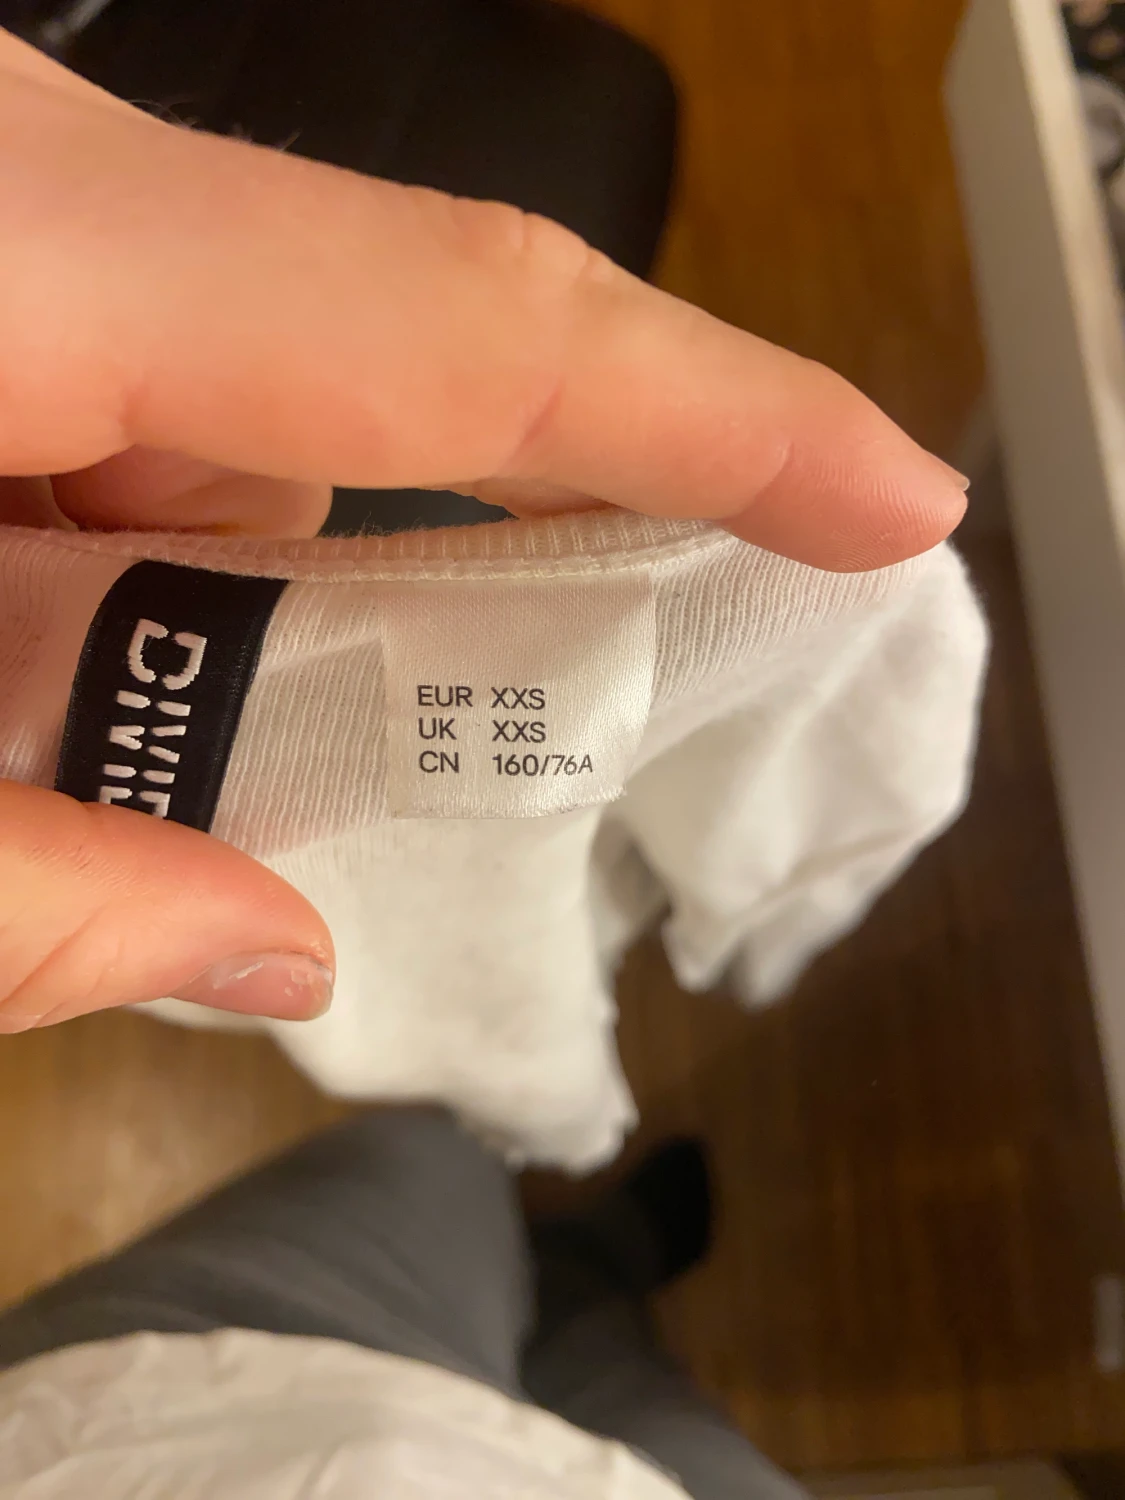 EUR XXS
UK XXS
CN 160/76A